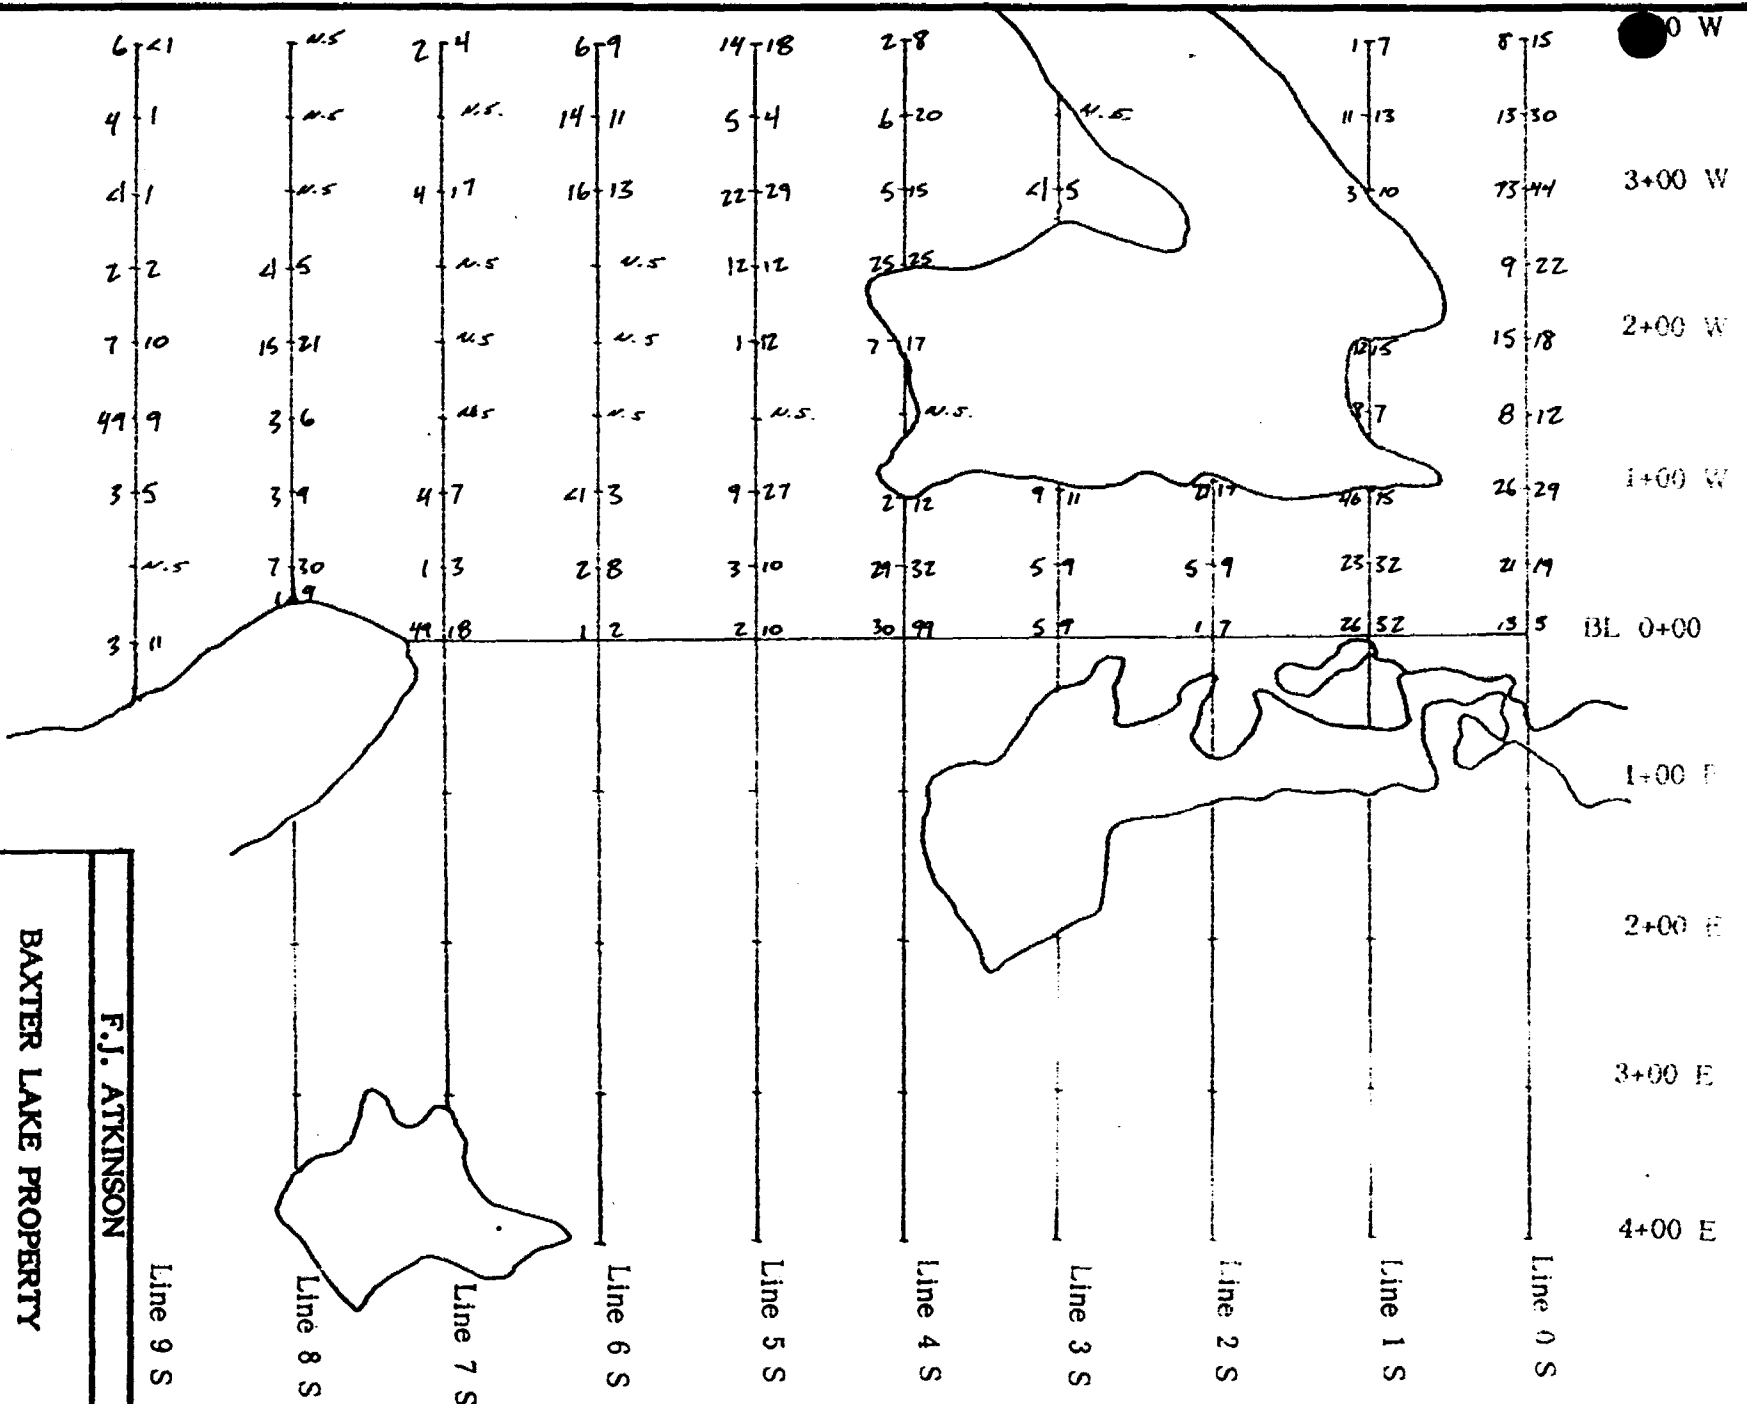 6 <1 N.S 2 4 6 9 14 18 2 8 1 7 8 15 0 W
4 1 N.S N.S. 14 11 5 4 6 20 N.S. 11 13 13 30
<1 1 N.S 4 17 16 13 22 29 5 15 <1 5 3 10 73 44 3+00 W
2 2 <1 5 N.S N.S 12 12 25 25 9 22
7 10 15 21 N.S N.S 1 12 7 17 12 15 15 18 2+00 W
49 9 3 6 N.S N.S N.S. N.S. 8 7 8 12
3 5 3 9 4 7 <1 3 9 27 2 12 9 11 17 46 15 26 29 1+00 W
N.S 7 30 1 3 2 8 3 10 29 32 5 9 5 9 23 32 21 19
9
3 11 49 18 1 2 2 10 30 99 5 9 1 7 26 32 13 5 BL 0+00
1+00 E
2+00 E
3+00 E
4+00 E
Line 9 S
Line 8 S
Line 7 S
Line 6 S
Line 5 S
Line 4 S
Line 3 S
Line 2 S
Line 1 S
Line 0 S
F.J. ATKINSON
BAXTER LAKE PROPERTY